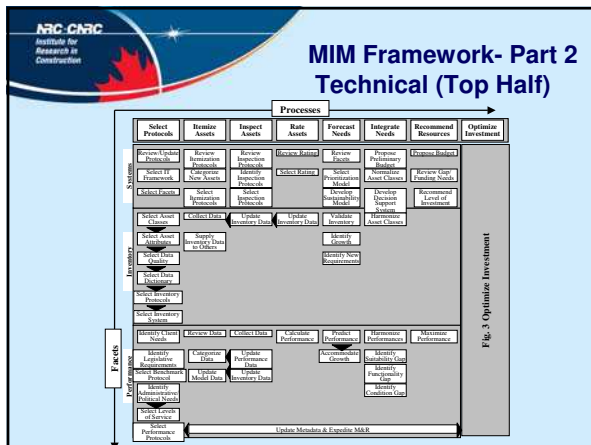 NRC-CNRC
Institute for
Research in
Construction
MIM Framework- Part 2
Technical (Top Half)
Processes
Select
Protocols
Itemize
Assets
Inspect
Assets
Rate
Assets
Forecast
Needs
Integrate
Needs
Recommend
Resources
Optimize
Investment
Facets
Systems
Review/Update
Protocols
Review
Itemization
Protocols
Review
Inspection
Protocols
Review Rating
Review
Facets
Propose
Preliminary
Budget
Propose Budget
Select IT
Framework
Categorize
New Assets
Identify
Inspection
Protocols
Select Rating
Select
Prioritization
Model
Normalize
Asset Classes
Review Gap/
Funding Needs
Select Facets
Select
Itemization
Protocols
Select
Inspection
Protocols
Develop
Sustainability
Model
Develop
Decision
Support
System
Recommend
Level of
Investment
Inventory
Select Asset
Classes
Collect Data
Update
Inventory Data
Update
Inventory Data
Validate
Inventory
Harmonize
Asset Classes
Select Asset
Attributes
Supply
Inventory Data
to Others
Identify
Growth
Select Data
Quality
Identify New
Requirements
Select Data
Dictionary
Select Inventory
Protocols
Select Inventory
System
Performance
Identify Client
Needs
Review Data
Collect Data
Calculate
Performance
Predict
Performance
Harmonize
Performances
Maximize
Performance
Identify
Legislative
Requirements
Categorize
Data
Update
Performance
Data
Accommodate
Growth
Identify
Suitability Gap
Select Benchmark
Protocol
Update
Model Data
Update
Inventory Data
Identify
Functionality
Gap
Identify
Administrative/
Political Needs
Identify
Condition Gap
Select Levels
of Service
Select
Performance
Protocols
Update Metadata & Expedite M&R
Fig. 3 Optimize Investment